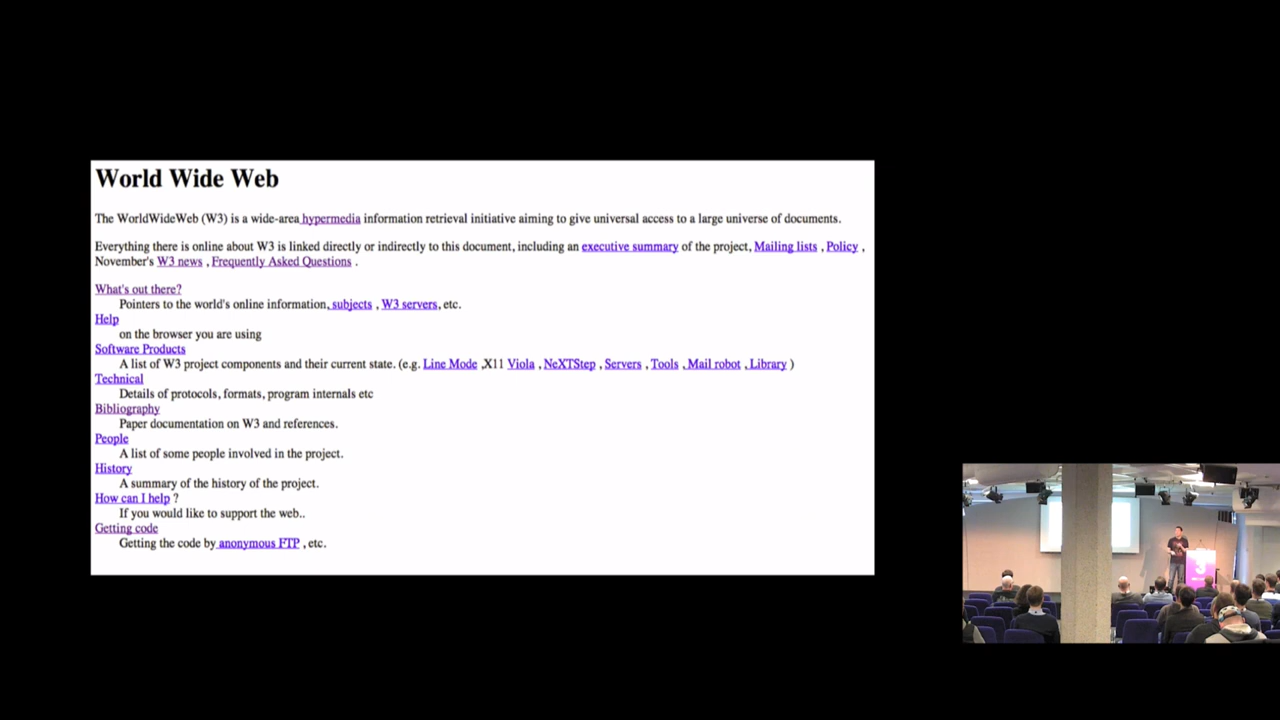 World Wide Web
The WorldWideWeb (W3) is a wide-area hypermedia information retrieval initiative aiming to give universal access to a large universe of documents.
Everything there is online about W3 is linked directly or indirectly to this document, including an executive summary of the project, Mailing lists , Policy ,
November's W3 news , Frequently Asked Questions .
What's out there?
Pointers to the world's online information, subjects , W3 servers, etc.
Help
on the browser you are using
Software Products
A list of W3 project components and their current state. (e.g. Line Mode ,X11 Viola , NeXTStep , Servers , Tools , Mail robot , Library )
Technical
Details of protocols, formats, program internals etc
Bibliography
Paper documentation on W3 and references.
People
A list of some people involved in the project.
History
A summary of the history of the project.
How can I help ?
If you would like to support the web..
Getting code
Getting the code by anonymous FTP , etc.
3